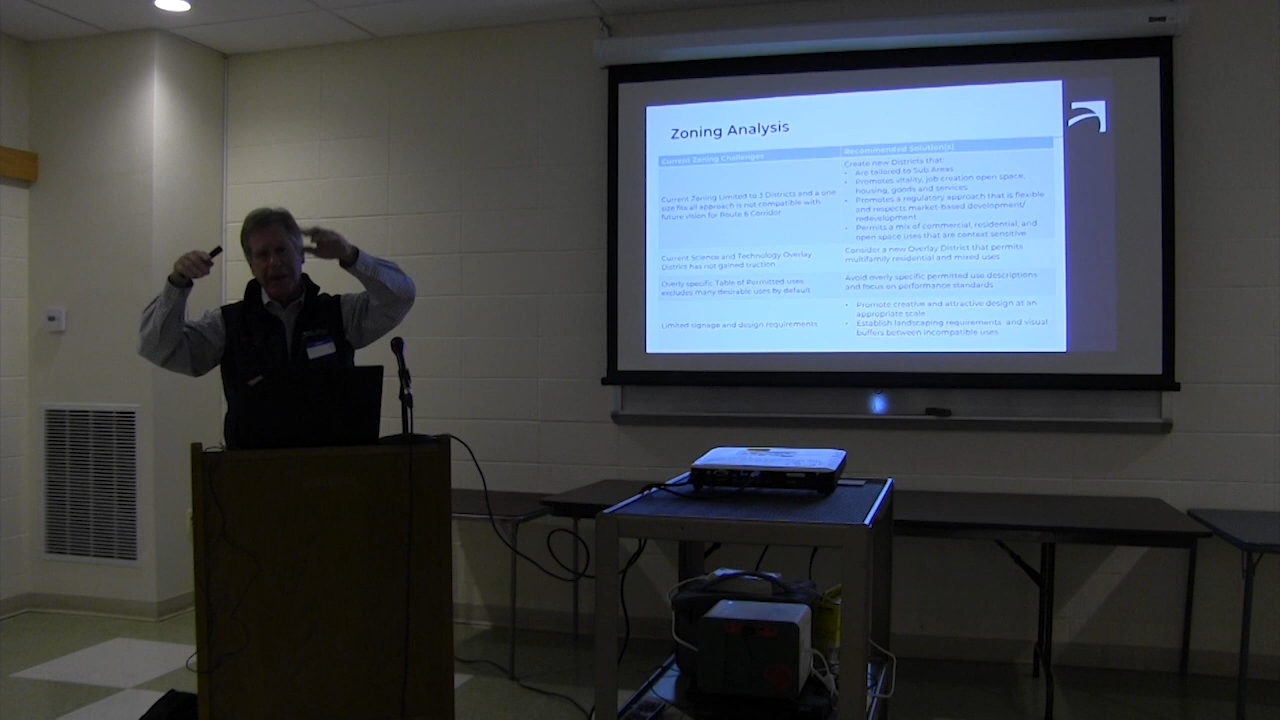 Zoning Analysis
Current Zoning Challenges
Recommended Solution(s)
Current Zoning Limited to 3 Districts and a one
size fits all approach is not compatible with
future vision for Route 6 Corridor
Create new Districts that:
• Are tailored to Sub Areas
• Promotes vitality, job creation open space,
housing, goods and services
• Promotes a regulatory approach that is flexible
and respects market-based development/
redevelopment
• Permits a mix of commercial, residential, and
open space uses that are context sensitive
Current Science and Technology Overlay
District has not gained traction
Consider a new Overlay District that permits
multifamily residential and mixed uses
Overly specific Table of Permitted uses
excludes many desirable uses by default
Avoid overly specific permitted use descriptions
and focus on performance standards
Limited signage and design requirements
• Promote creative and attractive design at an
appropriate scale
• Establish landscaping requirements and visual
buffers between incompatible uses